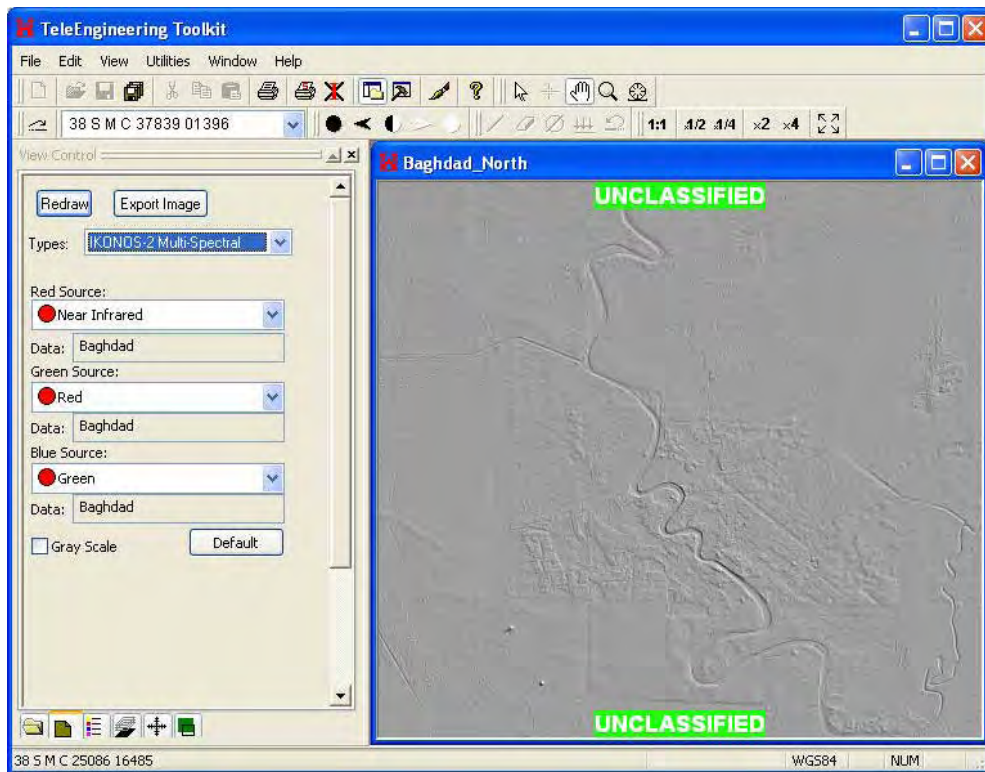 TeleEngineering Toolkit
File Edit View Utilities Window Help
38 S M C 37839 01396
1:1 1/2 1/4 x2 x4
View Control
Baghdad_North
UNCLASSIFIED
Redraw Export Image
Types: IKONOS-2 Multi-Spectral
Red Source:
Near Infrared
Data: Baghdad
Green Source:
Red
Data: Baghdad
Blue Source:
Green
Data: Baghdad
Gray Scale Default
UNCLASSIFIED
38 S M C 25086 16485 WGS84 NUM